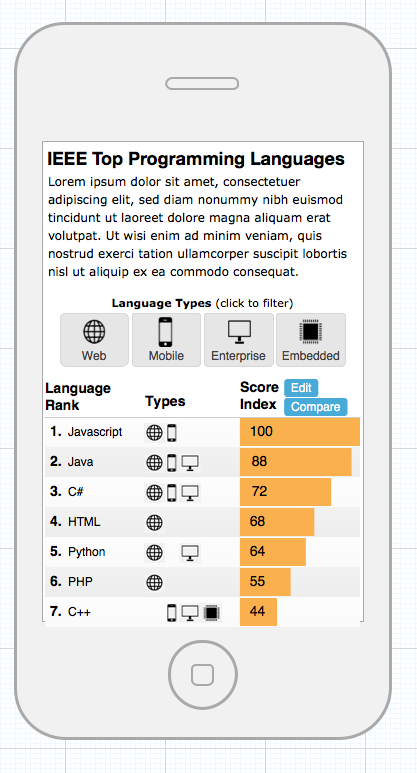 IEEE Top Programming Languages
Lorem ipsum dolor sit amet, consectetuer
adipiscing elit, sed diam nonummy nibh euismod
tincidunt ut laoreet dolore magna aliquam erat
volutpat. Ut wisi enim ad minim veniam, quis
nostrud exerci tation ullamcorper suscipit lobortis
nisl ut aliquip ex ea commodo consequat.
Language Types (click to filter)
Web Mobile Enterprise Embedded
Language Rank
Types
Score Index
Edit
Compare
1. Javascript 100
2. Java 88
3. C# 72
4. HTML 68
5. Python 64
6. PHP 55
7. C++ 44